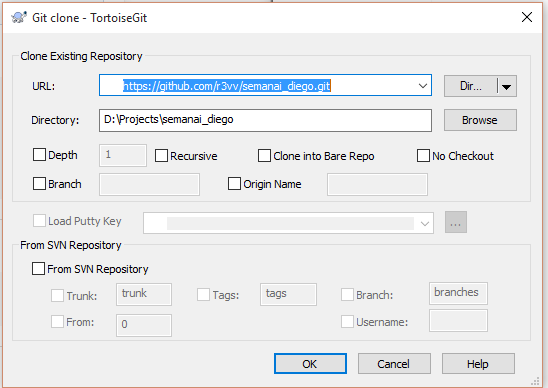 Git clone - TortoiseGit
Clone Existing Repository
URL: https://github.com/r3vv/semanai_diego.git Dir...
Directory: D:\Projects\semanai_diego Browse
Depth 1 Recursive Clone into Bare Repo No Checkout
Branch Origin Name
Load Putty Key ...
From SVN Repository
From SVN Repository
Trunk: trunk Tags: tags Branch: branches
From: 0 Username:
OK Cancel Help